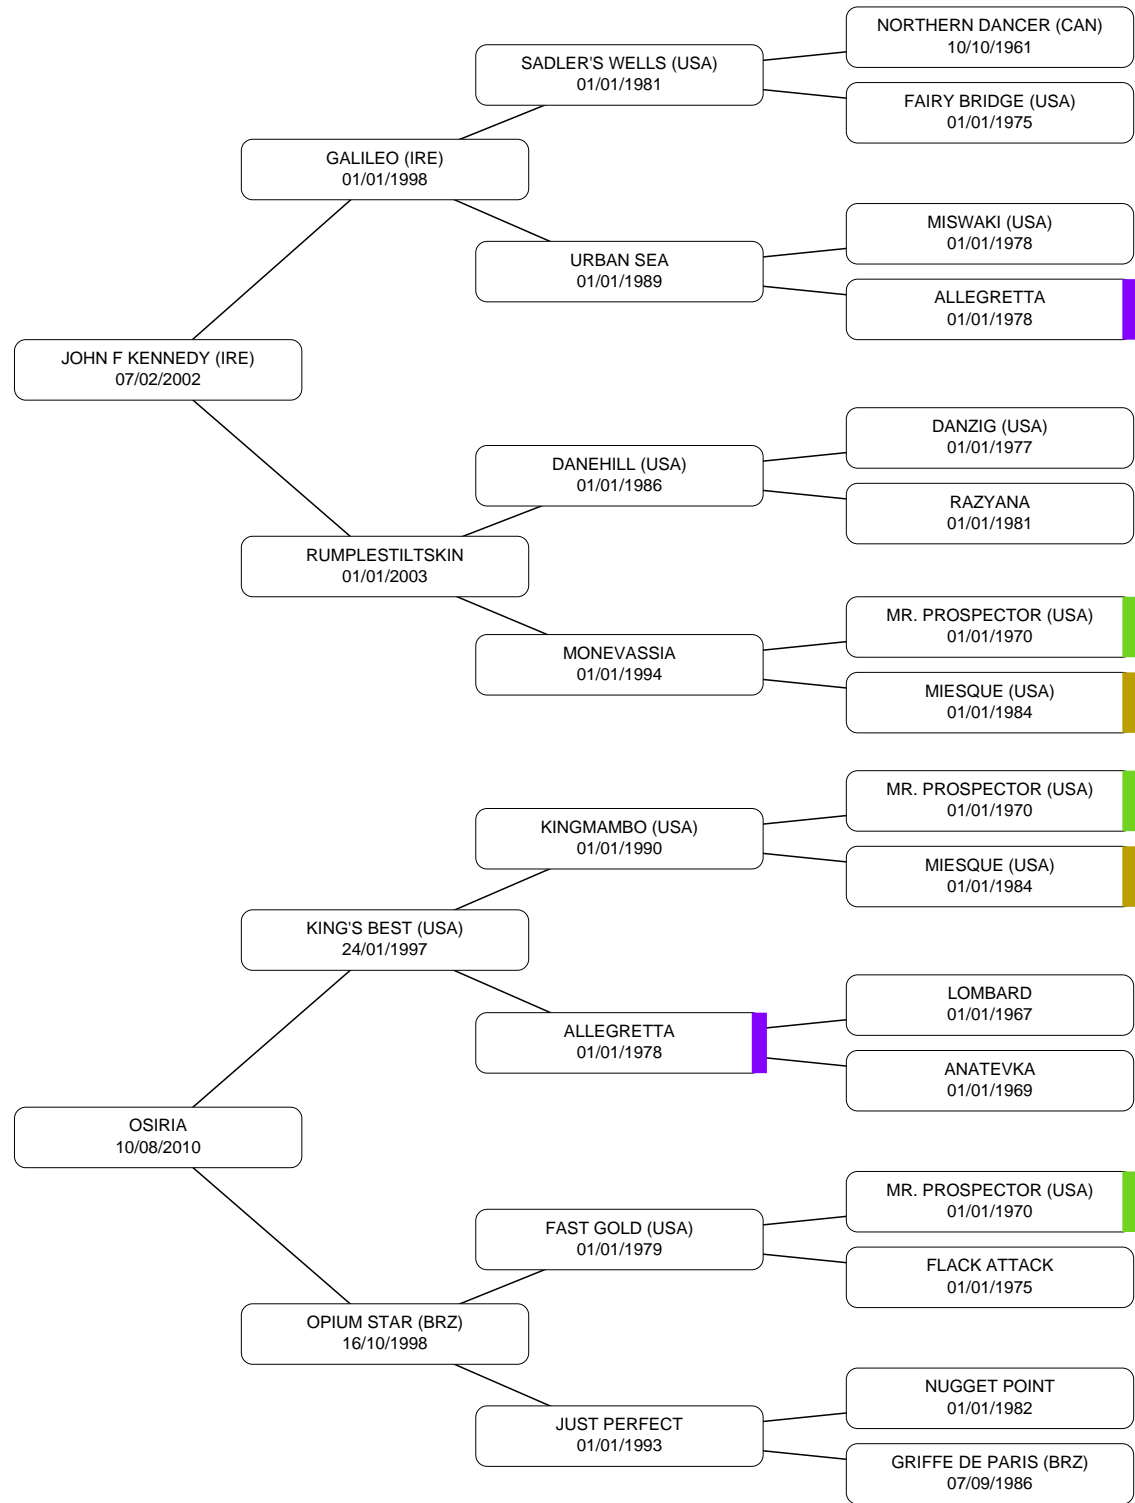 NORTHERN DANCER (CAN)
10/10/1961
SADLER'S WELLS (USA)
01/01/1981
FAIRY BRIDGE (USA)
01/01/1975
GALILEO (IRE)
01/01/1998
MISWAKI (USA)
01/01/1978
URBAN SEA
01/01/1989
ALLEGRETTA
01/01/1978
JOHN F KENNEDY (IRE)
07/02/2002
DANZIG (USA)
01/01/1977
DANEHILL (USA)
01/01/1986
RAZYANA
01/01/1981
RUMPLESTILTSKIN
01/01/2003
MR. PROSPECTOR (USA)
01/01/1970
MONEVASSIA
01/01/1994
MIESQUE (USA)
01/01/1984
MR. PROSPECTOR (USA)
01/01/1970
KINGMAMBO (USA)
01/01/1990
MIESQUE (USA)
01/01/1984
KING'S BEST (USA)
24/01/1997
LOMBARD
01/01/1967
ALLEGRETTA
01/01/1978
ANATEVKA
01/01/1969
OSIRIA
10/08/2010
MR. PROSPECTOR (USA)
01/01/1970
FAST GOLD (USA)
01/01/1979
FLACK ATTACK
01/01/1975
OPIUM STAR (BRZ)
16/10/1998
NUGGET POINT
01/01/1982
JUST PERFECT
01/01/1993
GRIFFE DE PARIS (BRZ)
07/09/1986